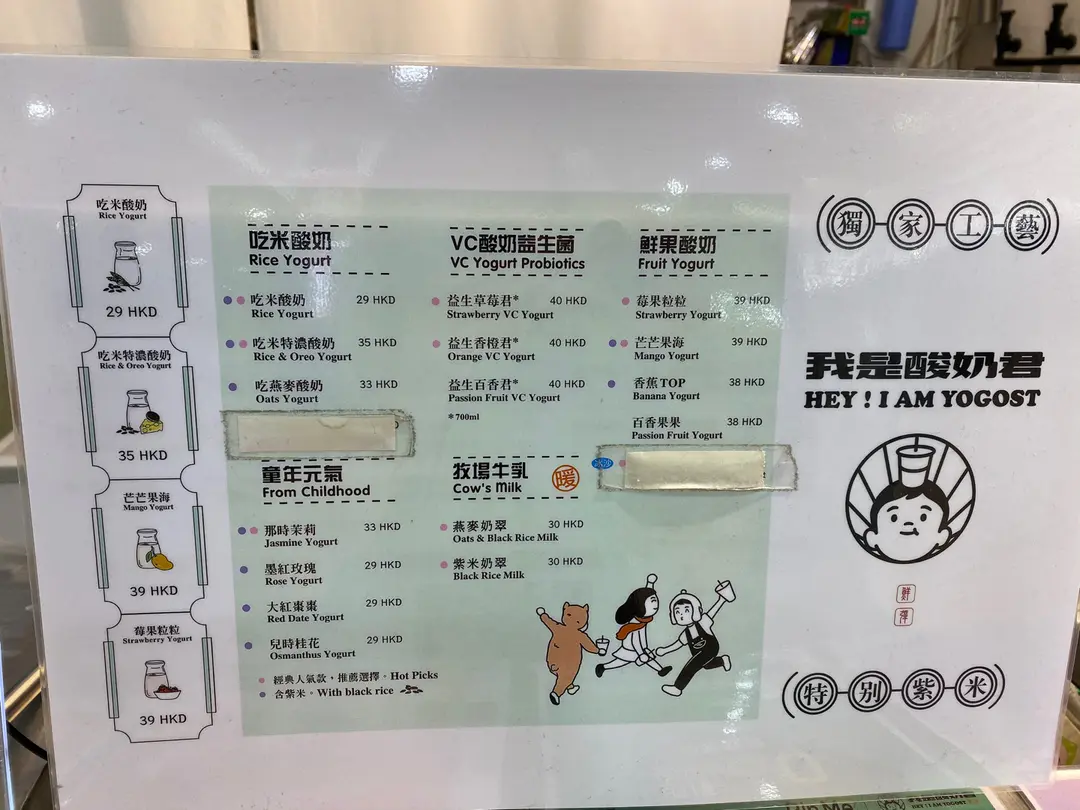 吃米酸奶
Rice Yogurt
29 HKD
吃米特濃酸奶
Rice & Oreo Yogurt
35 HKD
芒芒果海
Mango Yogurt
39 HKD
莓果粒粒
Strawberry Yogurt
39 HKD
吃米酸奶
Rice Yogurt
吃米酸奶 29 HKD
Rice Yogurt
吃米特濃酸奶 35 HKD
Rice & Oreo Yogurt
吃燕麥酸奶 33 HKD
Oats Yogurt
童年元氣
From Childhood
那時茉莉 33 HKD
Jasmine Yogurt
墨紅玫瑰 29 HKD
Rose Yogurt
大紅棗棗 29 HKD
Red Date Yogurt
兒時桂花 29 HKD
Osmanthus Yogurt
經典人氣款，推薦選擇。Hot Picks
含紫米。With black rice
VC酸奶益生菌
VC Yogurt Probiotics
益生草莓君* 40 HKD
Strawberry VC Yogurt
益生香橙君* 40 HKD
Orange VC Yogurt
益生百香君* 40 HKD
Passion Fruit VC Yogurt
*700ml
牧場牛乳 暖
Cow's Milk
燕麥奶翠 30 HKD
Oats & Black Rice Milk
紫米奶翠 30 HKD
Black Rice Milk
鮮果酸奶
Fruit Yogurt
莓果粒粒 39 HKD
Strawberry Yogurt
芒芒果海 39 HKD
Mango Yogurt
香蕉TOP 38 HKD
Banana Yogurt
百香果果 38 HKD
Passion Fruit Yogurt
冰沙
獨家工藝
我是酸奶君
HEY! I AM YOGOST
鮮
特別紫米
HEY! I AM YOGOST